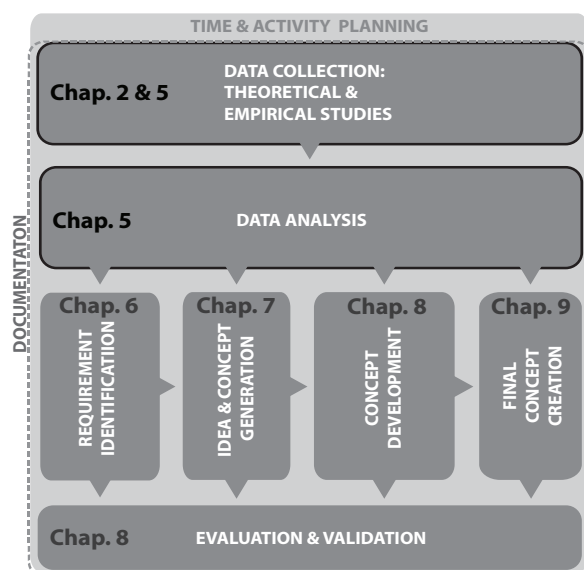 TIME & ACTIVITY PLANNING
Chap. 2 & 5
DATA COLLECTION:
THEORETICAL &
EMPIRICAL STUDIES
Chap. 5
DATA ANALYSIS
DOCUMENTATON
Chap. 6
REQUIREMENT
IDENTIFICATIION
Chap. 7
IDEA & CONCEPT
GENERATION
Chap. 8
CONCEPT
DEVELOPMENT
Chap. 9
FINAL
CONCEPT
CREATION
Chap. 8
EVALUATION & VALIDATION